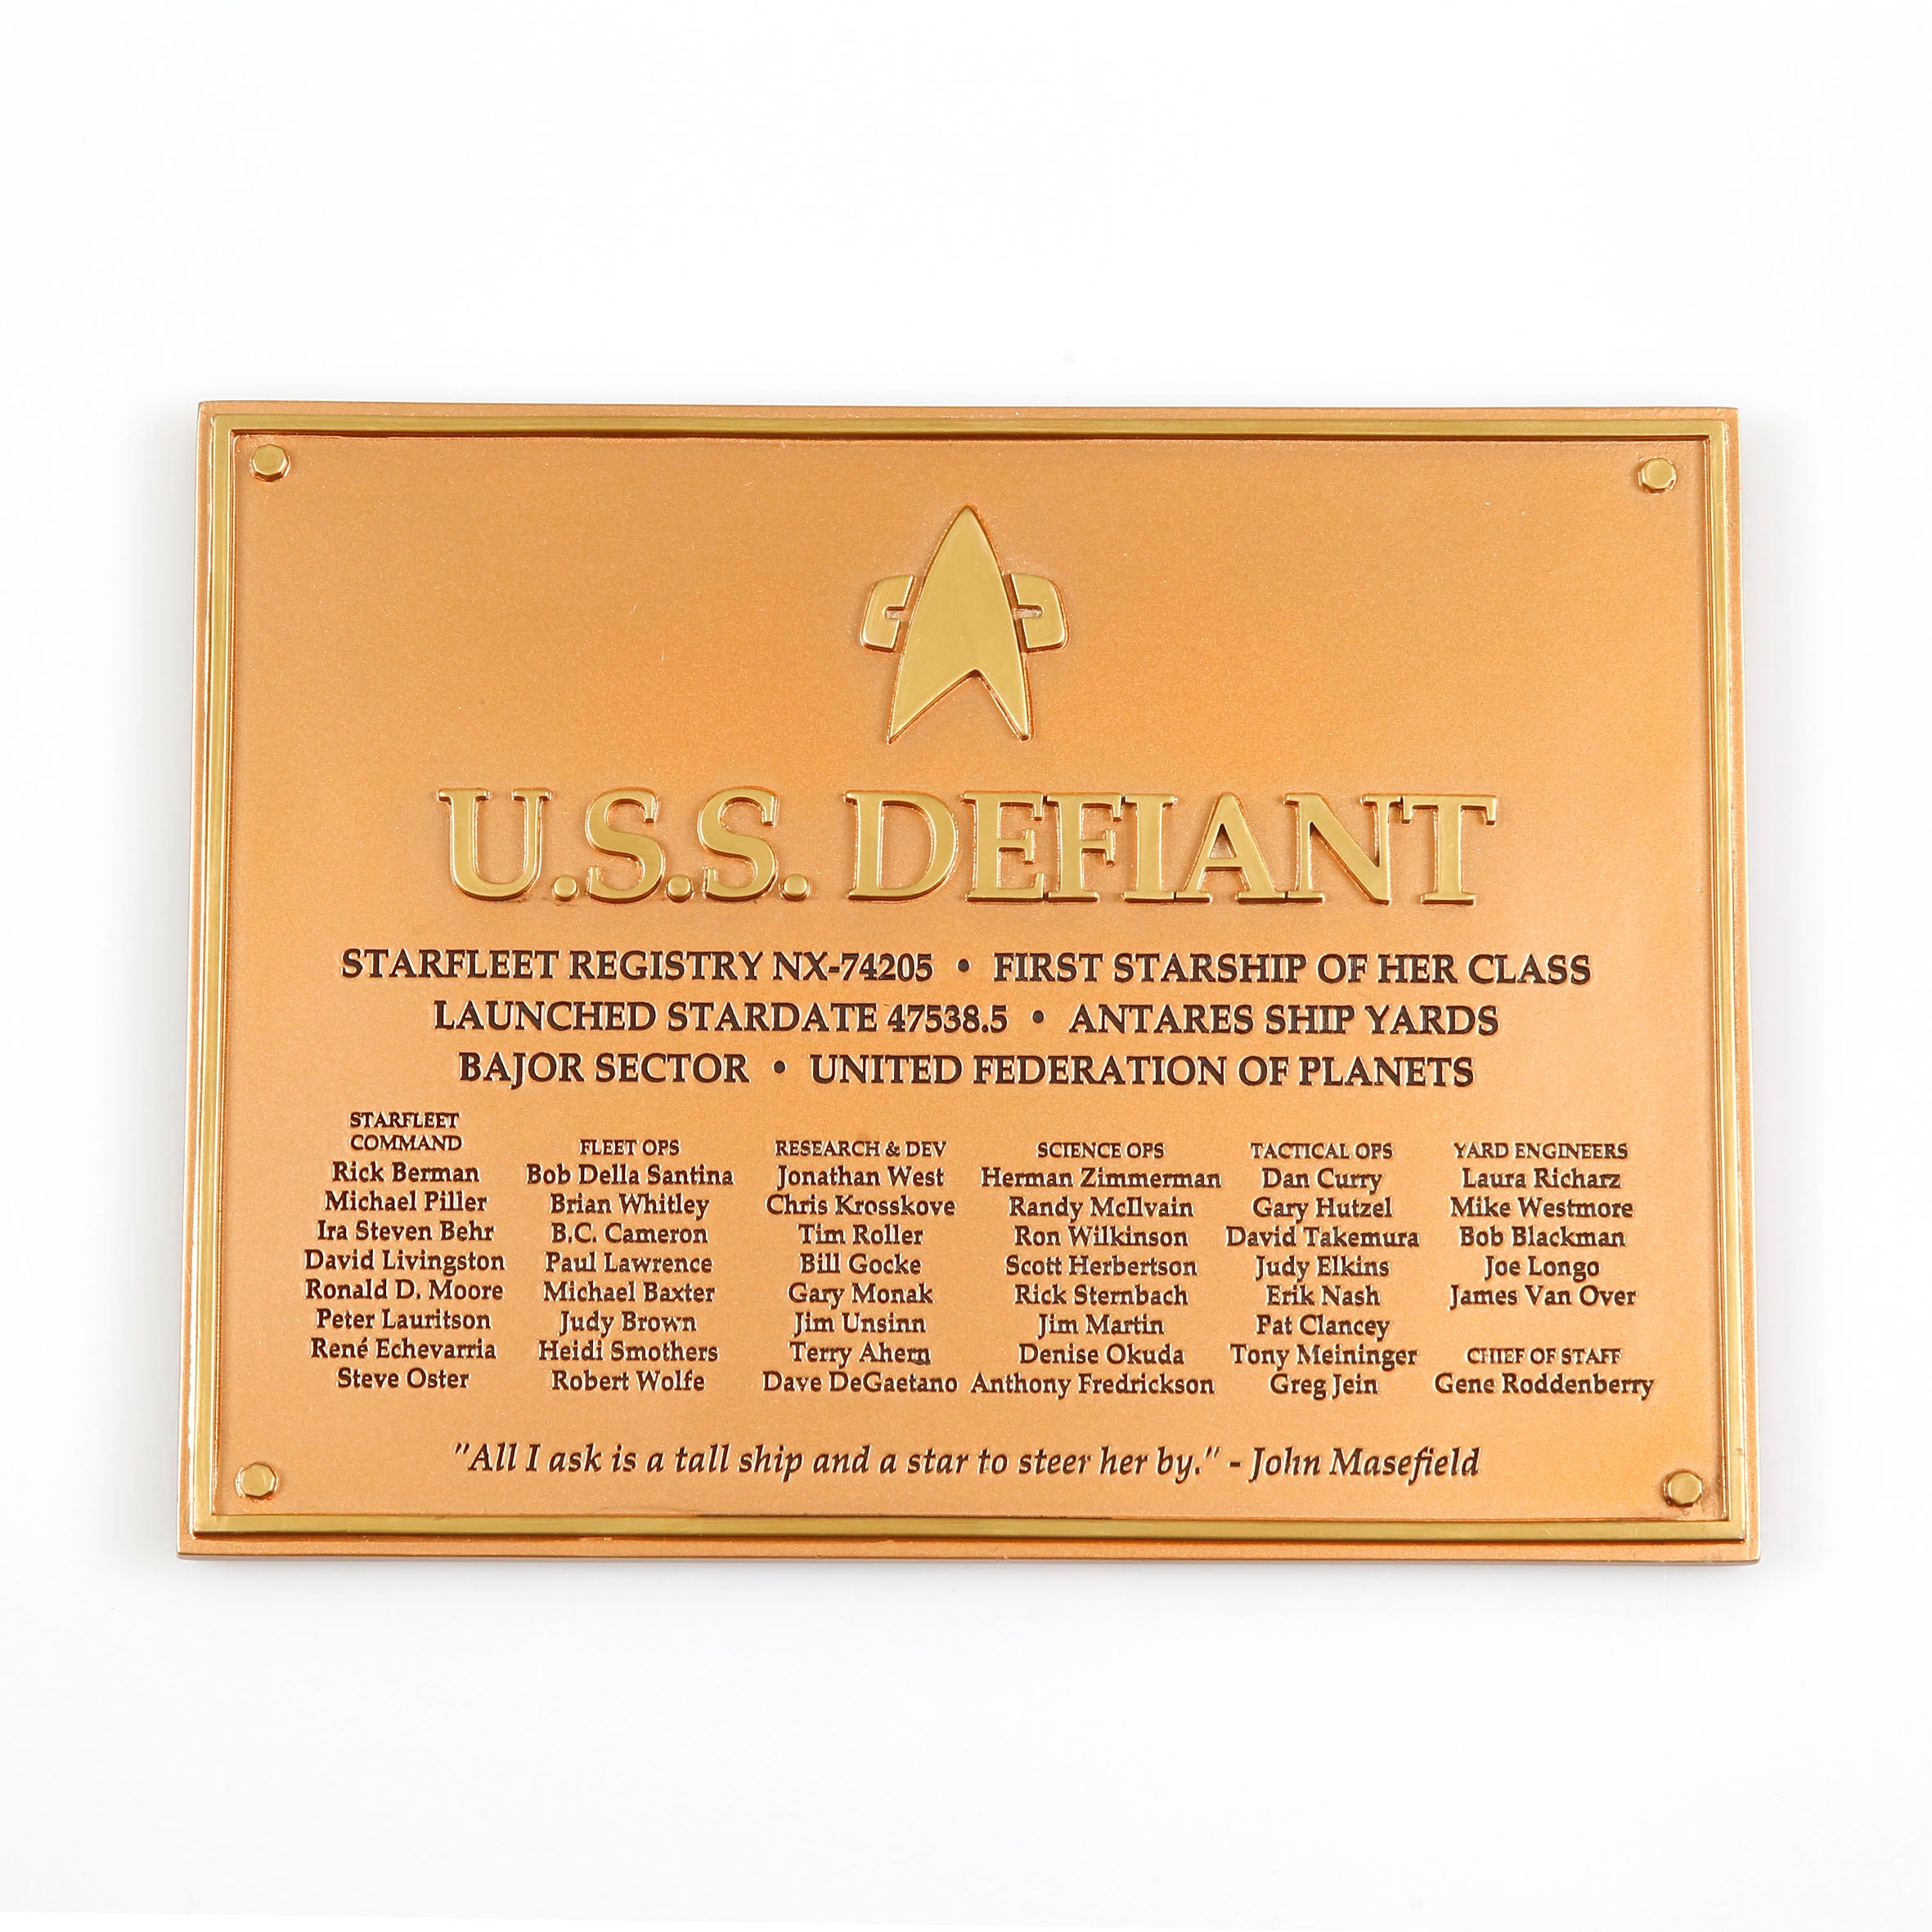 U.S.S. DEFIANT
STARFLEET REGISTRY NX-74205 • FIRST STARSHIP OF HER CLASS
LAUNCHED STARDATE 47538.5 • ANTARES SHIP YARDS
BAJOR SECTOR • UNITED FEDERATION OF PLANETS
STARFLEET
COMMAND
Rick Berman
Michael Piller
Ira Steven Behr
David Livingston
Ronald D. Moore
Peter Lauritson
René Echevarria
Steve Oster
FLEET OPS
Bob Della Santina
Brian Whitley
B.C. Cameron
Paul Lawrence
Michael Baxter
Judy Brown
Heidi Smothers
Robert Wolfe
RESEARCH & DEV
Jonathan West
Chris Krosskove
Tim Roller
Bill Gocke
Gary Monak
Jim Unsinn
Terry Ahern
Dave DeGaetano
SCIENCE OPS
Herman Zimmerman
Randy McIlvain
Ron Wilkinson
Scott Herbertson
Rick Sternbach
Jim Martin
Denise Okuda
Anthony Fredrickson
TACTICAL OPS
Dan Curry
Gary Hutzel
David Takemura
Judy Elkins
Erik Nash
Pat Clancey
Tony Meininger
Greg Jein
YARD ENGINEERS
Laura Richarz
Mike Westmore
Bob Blackman
Joe Longo
James Van Over
CHIEF OF STAFF
Gene Roddenberry
"All I ask is a tall ship and a star to steer her by." - John Masefield